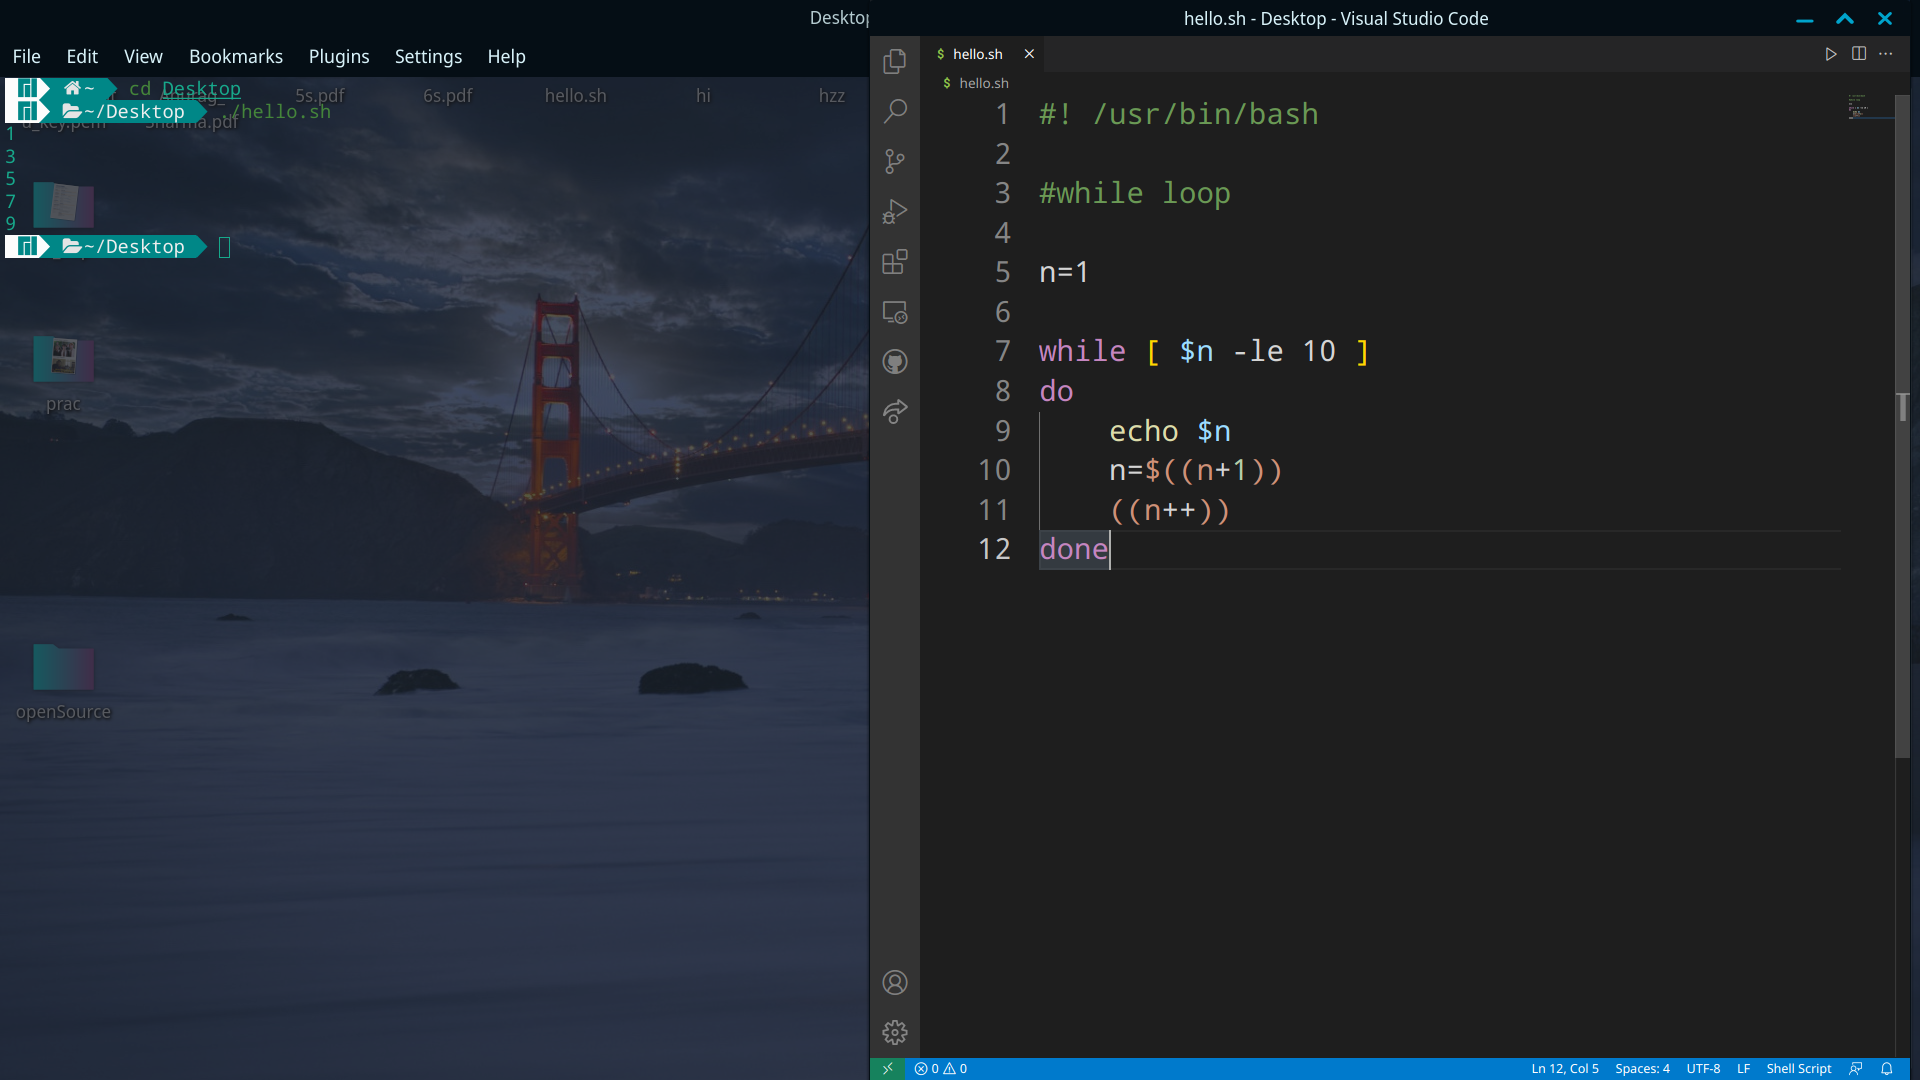 Desktop
File Edit View Bookmarks Plugins Settings Help
~ cd Desktop
~/Desktop ./hello.sh
1
3
5
7
9
~/Desktop
5s.pdf 6s.pdf hello.sh hi hzz
Sharma.pdf
prac
openSource
hello.sh - Desktop - Visual Studio Code
$ hello.sh
$ hello.sh
1 #! /usr/bin/bash
2
3 #while loop
4
5 n=1
6
7 while [ $n -le 10 ]
8 do
9 echo $n
10 n=$((n+1))
11 ((n++))
12 done
0 0
Ln 12, Col 5 Spaces: 4 UTF-8 LF Shell Script